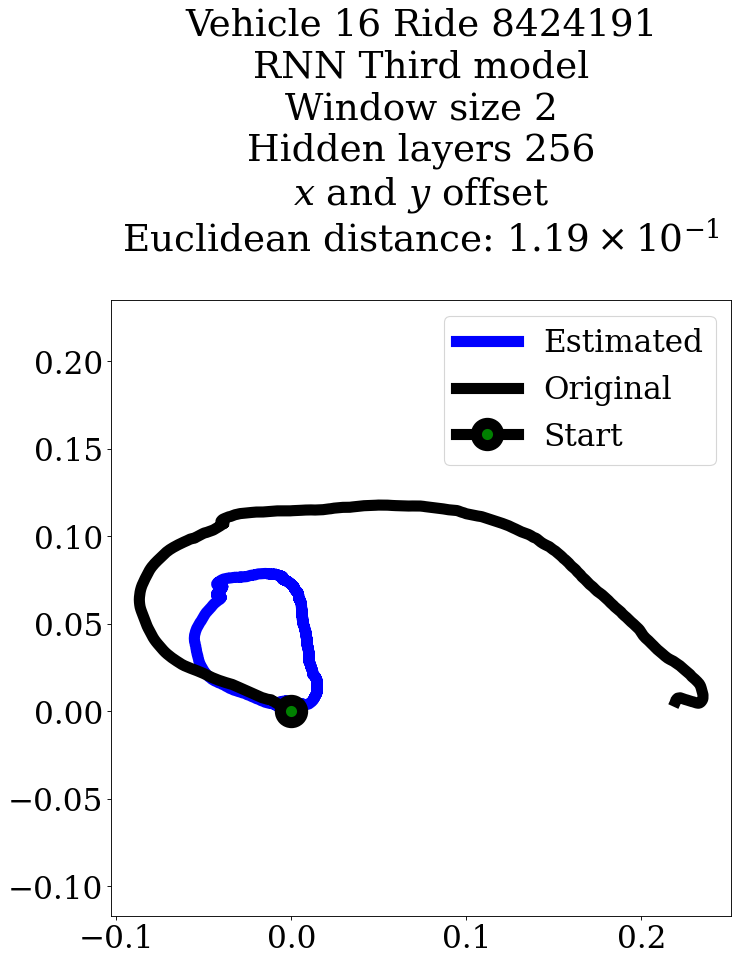 Vehicle 16 Ride 8424191
RNN Third model
Window size 2
Hidden layers 256
x and y offset
Euclidean distance: 1.19 × 10⁻¹
Estimated
Original
Start
0.20
0.15
0.10
0.05
0.00
−0.05
−0.10
−0.1 0.0 0.1 0.2